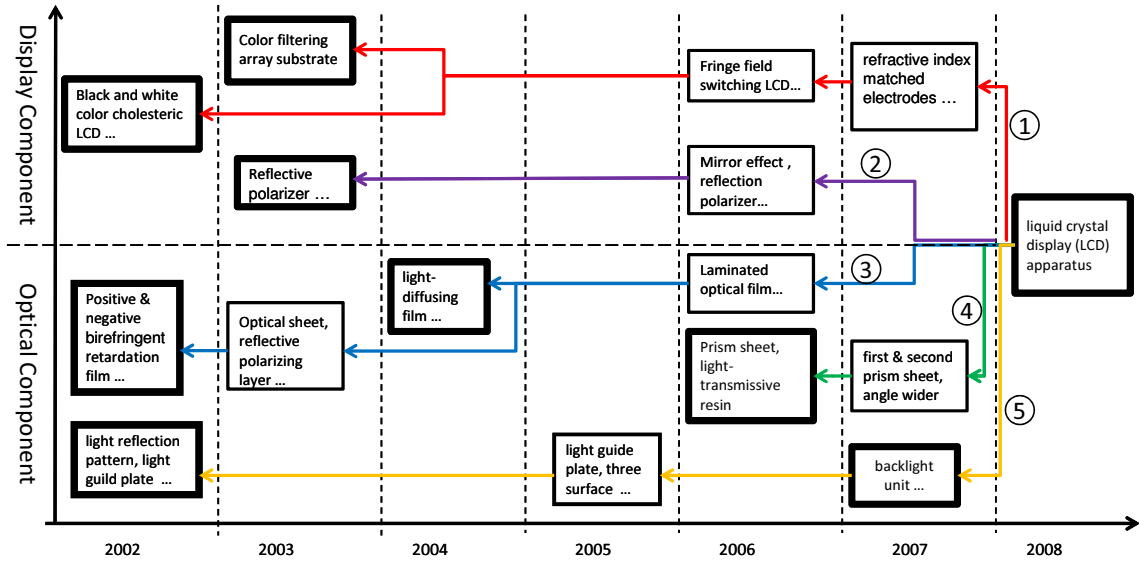 Display Component
Optical Component
Color filtering
array substrate
Black and white
color cholesteric
LCD ...
Fringe field
switching LCD...
refractive index
matched
electrodes ...
①
Reflective
polarizer ...
Mirror effect ,
reflection
polarizer...
②
liquid crystal
display (LCD)
apparatus
Positive &
negative
birefringent
retardation
film ...
Optical sheet,
reflective
polarizing
layer ...
light-
diffusing
film ...
Laminated
optical film...
③
④
Prism sheet,
light-
transmissive
resin
first & second
prism sheet,
angle wider
⑤
light reflection
pattern, light
guild plate ...
light guide
plate, three
surface ...
backlight
unit ...
2002
2003
2004
2005
2006
2007
2008